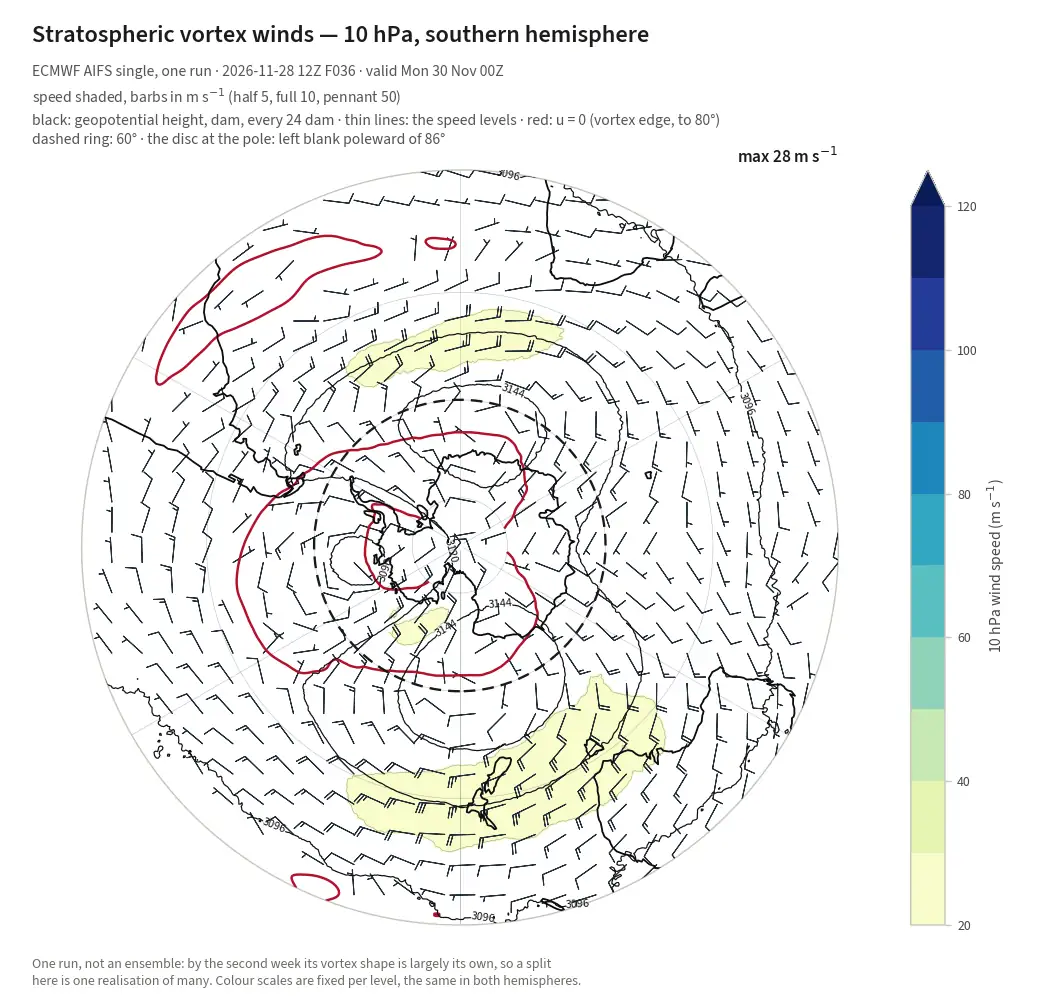 Stratospheric vortex winds — 10 hPa, southern hemisphere
ECMWF AIFS single, one run · 2026-11-28 12Z F036 · valid Mon 30 Nov 00Z
speed shaded, barbs in m s⁻¹ (half 5, full 10, pennant 50)
black: geopotential height, dam, every 24 dam · thin lines: the speed levels · red: u = 0 (vortex edge, to 80°)
dashed ring: 60° · the disc at the pole: left blank poleward of 86°
max 28 m s⁻¹
3096
120
100
3144
3096
80
10 hPa wind speed (m s⁻¹)
3120
3144
3144
60
40
3096
3096
3096
20
One run, not an ensemble: by the second week its vortex shape is largely its own, so a split
here is one realisation of many. Colour scales are fixed per level, the same in both hemispheres.